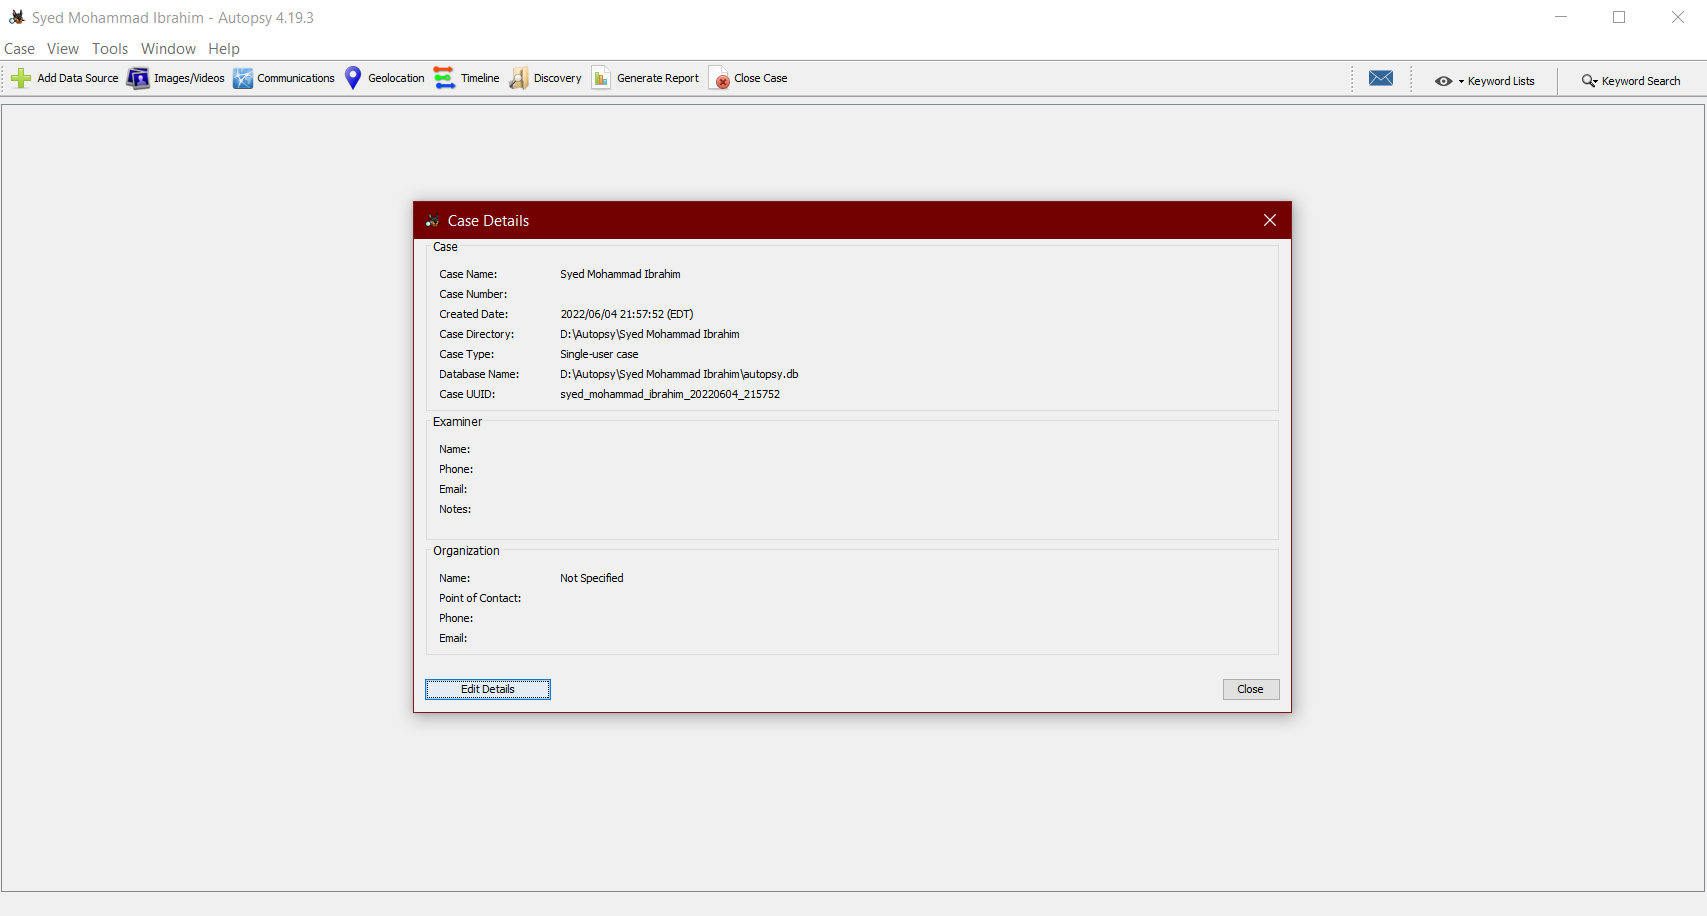 Syed Mohammad Ibrahim - Autopsy 4.19.3
Case View Tools Window Help
Add Data Source Images/Videos Communications Geolocation Timeline Discovery Generate Report Close Case Keyword Lists Keyword Search
Case Details
Case
Case Name: Syed Mohammad Ibrahim
Case Number:
Created Date: 2022/06/04 21:57:52 (EDT)
Case Directory: D:\Autopsy\Syed Mohammad Ibrahim
Case Type: Single-user case
Database Name: D:\Autopsy\Syed Mohammad Ibrahim\autopsy.db
Case UUID: syed_mohammad_ibrahim_20220604_215752
Examiner
Name:
Phone:
Email:
Notes:
Organization
Name: Not Specified
Point of Contact:
Phone:
Email:
Edit Details Close